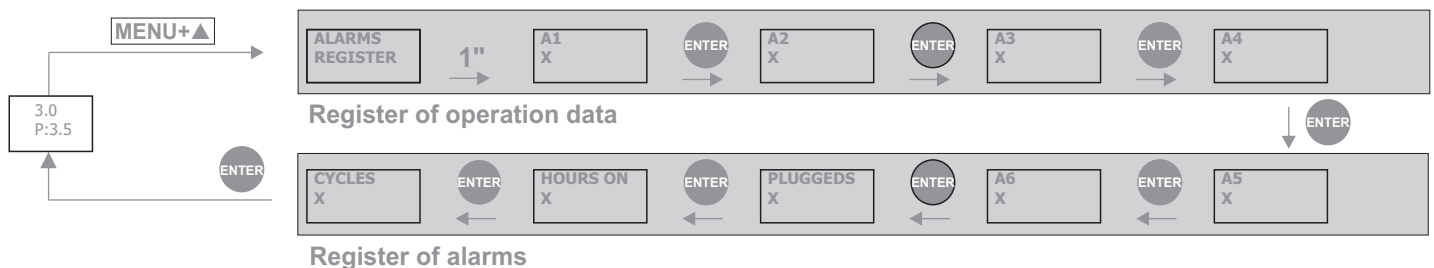 MENU+▲
ALARMS
REGISTER
1"
A1
X
ENTER
A2
X
ENTER
A3
X
ENTER
A4
X
Register of operation data
3.0
P:3.5
ENTER
ENTER
CYCLES
X
ENTER
HOURS ON
X
ENTER
PLUGGEDS
X
ENTER
A6
X
ENTER
A5
X
Register of alarms